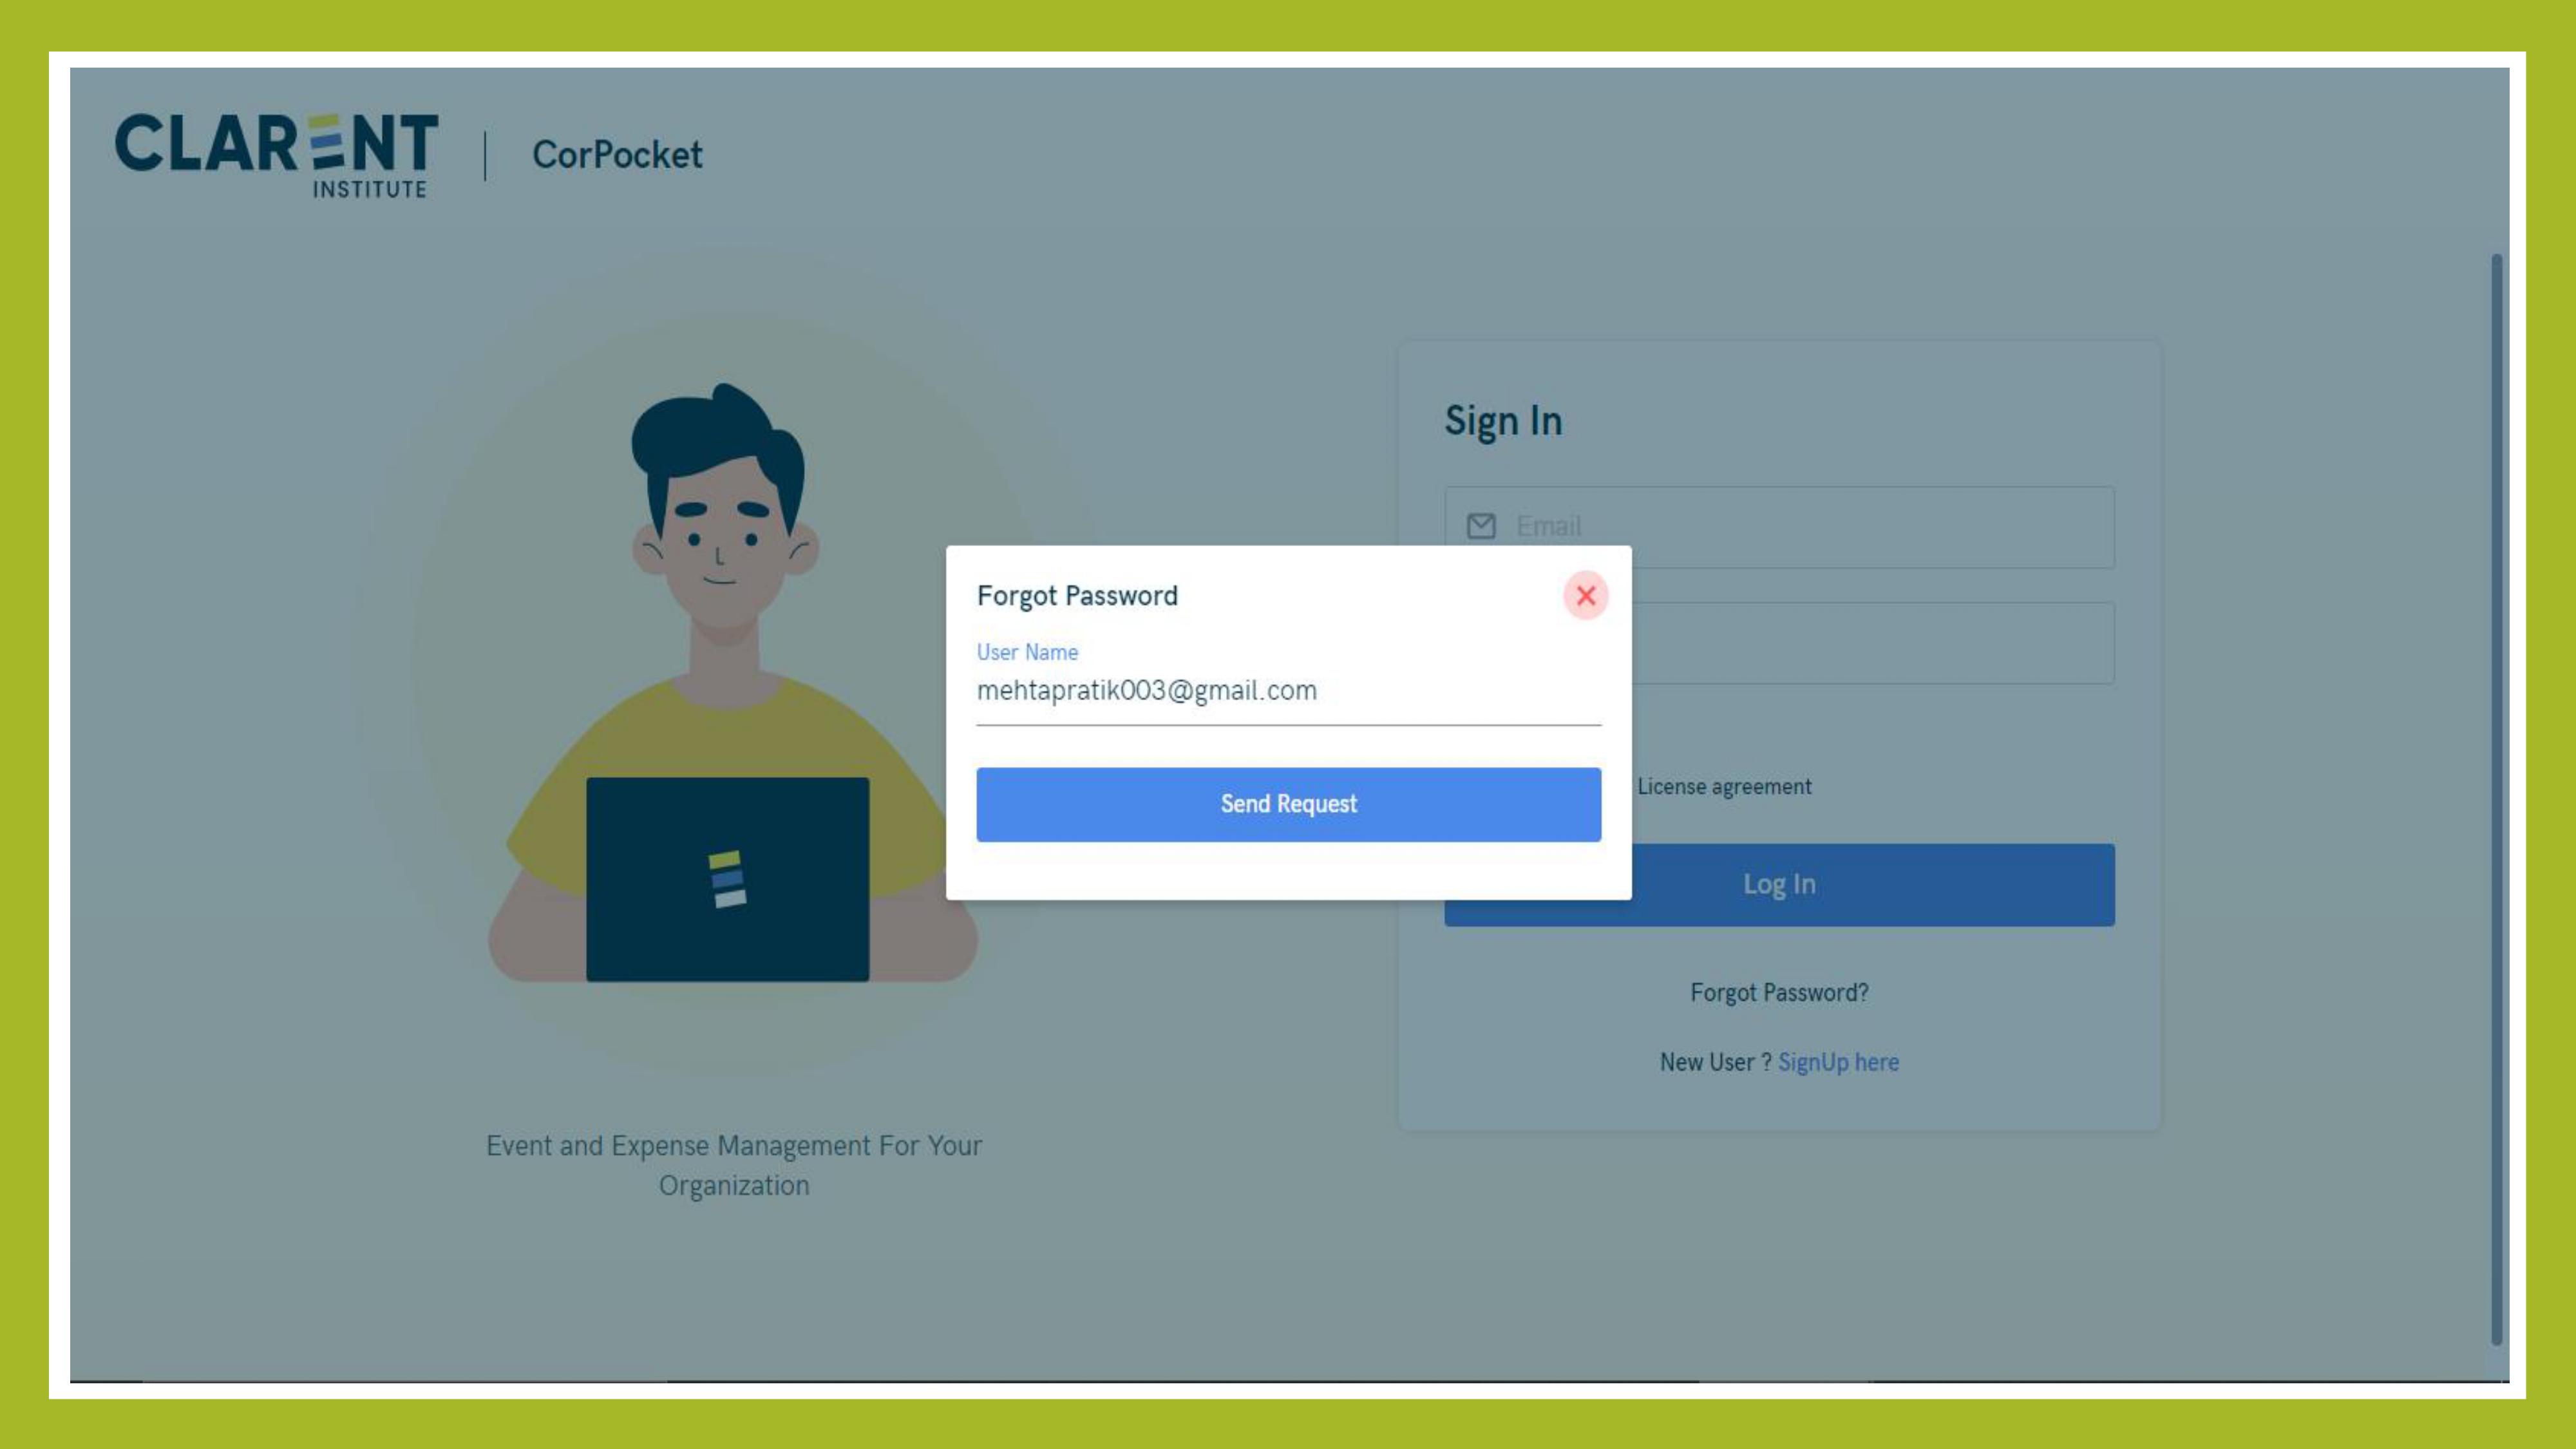 CLARENT
INSTITUTE
CorPocket
Sign In
Email
Forgot Password
User Name
mehtapratik003@gmail.com
Send Request
License agreement
Log In
Forgot Password?
New User ? SignUp here
Event and Expense Management For Your
Organization